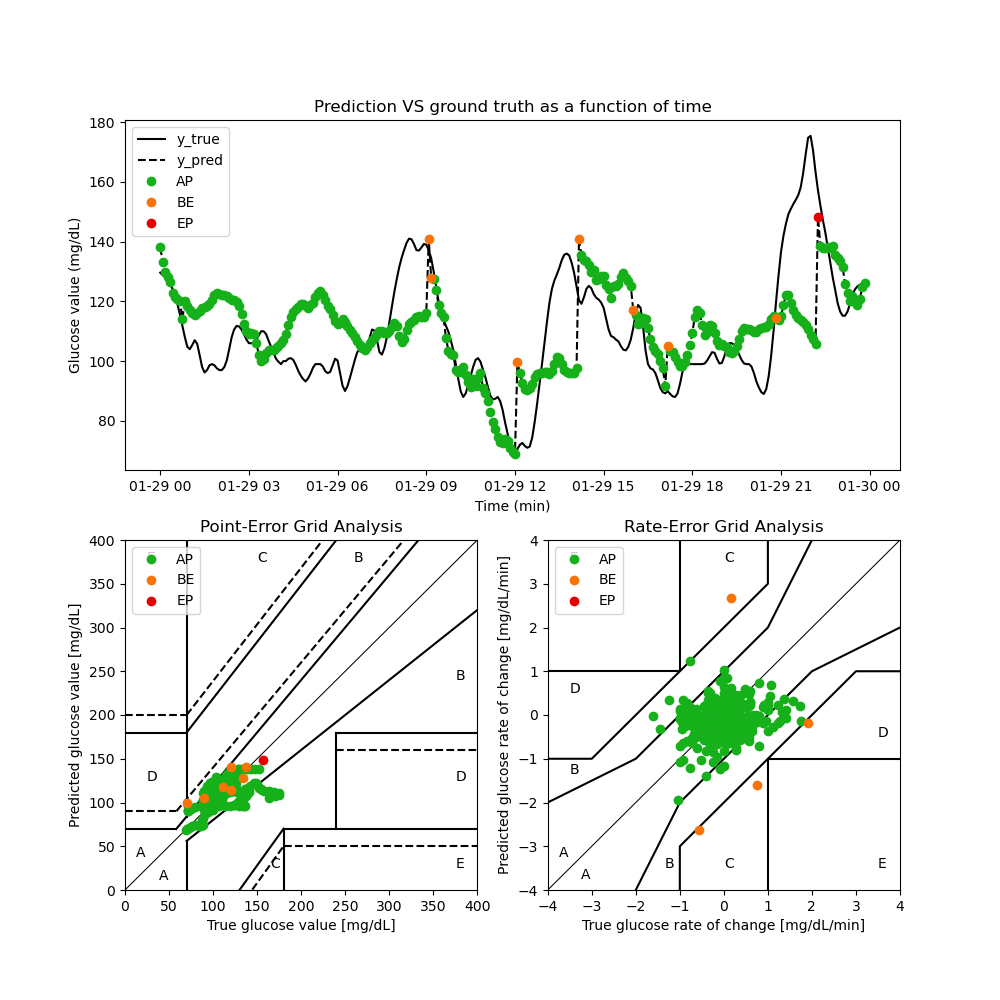 Prediction VS ground truth as a function of time
Glucose value (mg/dL)
180
160
140
120
100
80
y_true
y_pred
AP
BE
EP
01-29 00 01-29 03 01-29 06 01-29 09 01-29 12 01-29 15 01-29 18 01-29 21 01-30 00
Time (min)
Point-Error Grid Analysis
Predicted glucose value [mg/dL]
400
350
300
250
200
150
100
50
0
AP
BE
EP
C B
B
D D
A
A C E
0 50 100 150 200 250 300 350 400
True glucose value [mg/dL]
Rate-Error Grid Analysis
Predicted glucose rate of change [mg/dL/min]
4
3
2
1
0
−1
−2
−3
−4
AP
BE
EP
C
D
D
B
A
A B C E
−4 −3 −2 −1 0 1 2 3 4
True glucose rate of change [mg/dL/min]